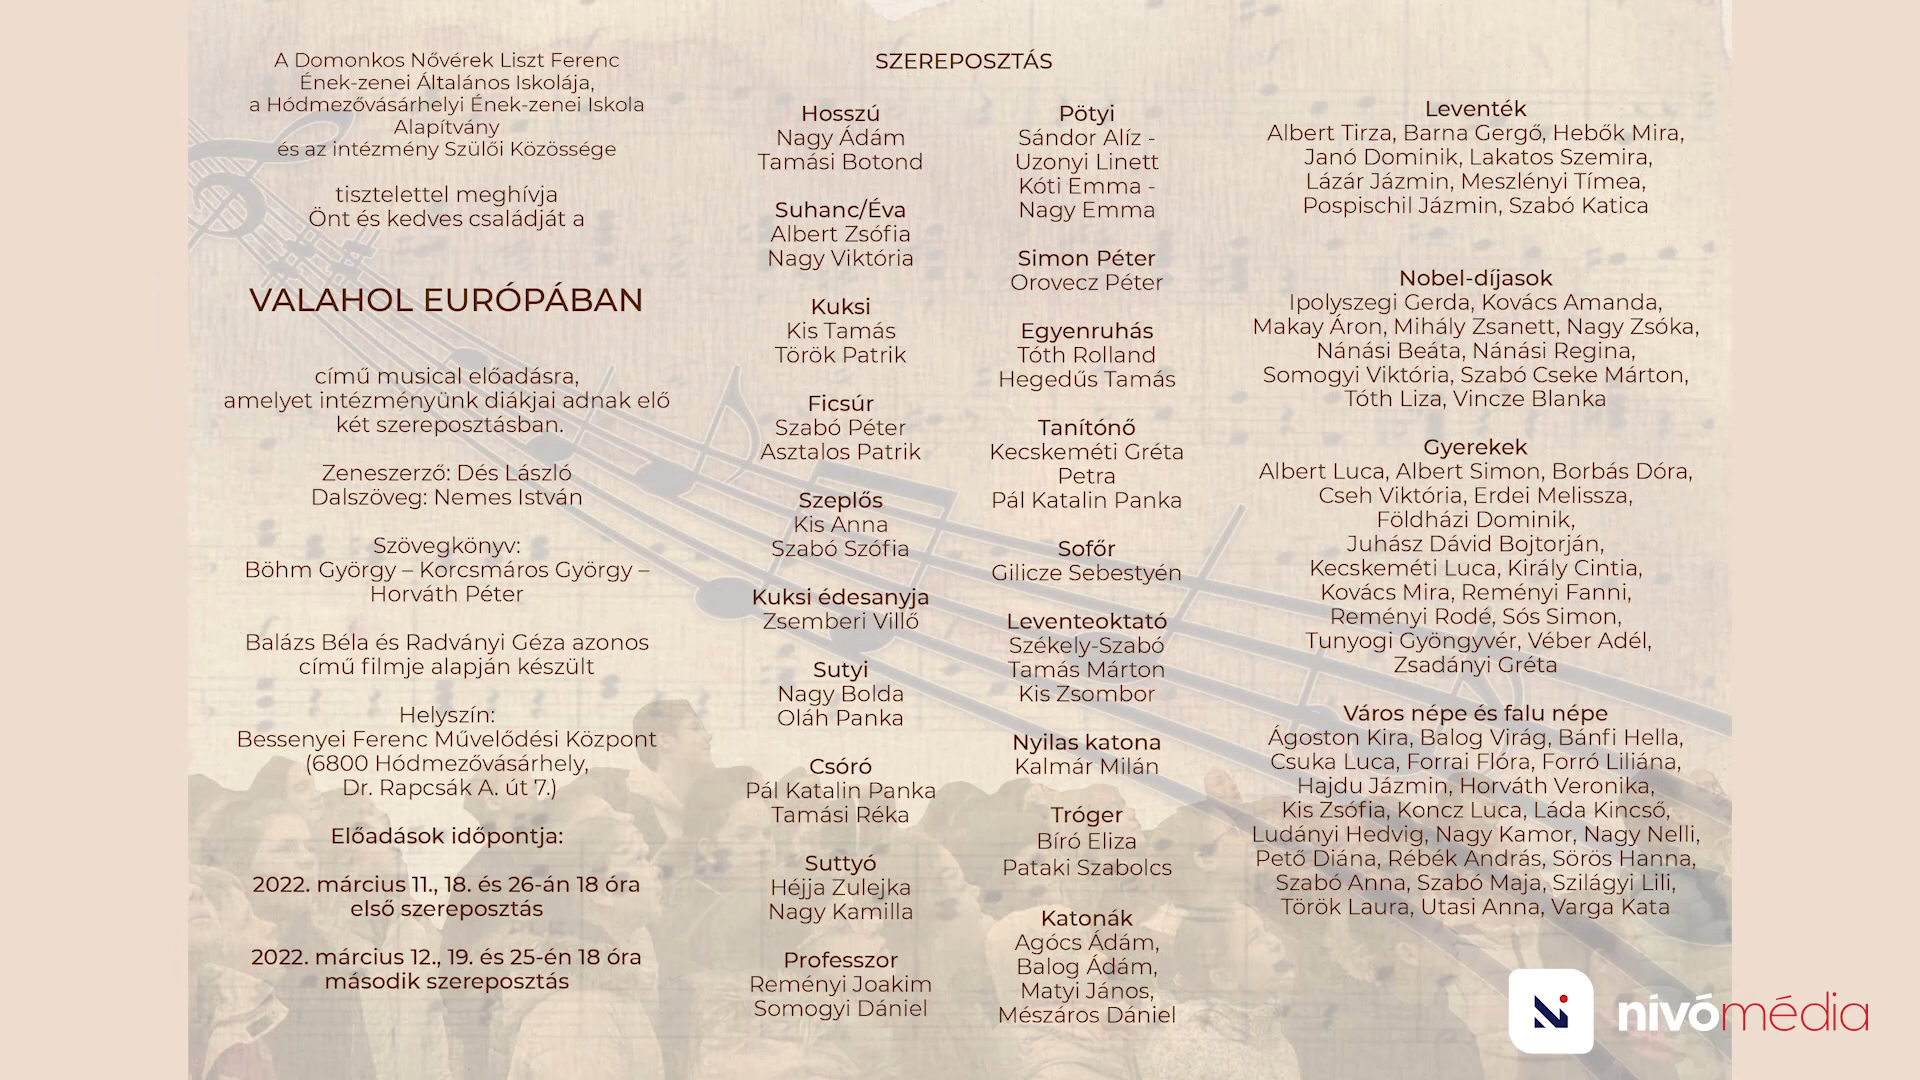 A Domonkos Nővérek Liszt Ferenc
Ének-zenei Általános Iskolája,
a Hódmezővásárhelyi Ének-zenei Iskola
Alapítvány
és az intézmény Szülői Közössége
tisztelettel meghívja
Önt és kedves családját a
VALAHOL EURÓPÁBAN
című musical előadásra,
amelyet intézményünk diákjai adnak elő
két szereposztásban.
Zeneszerző: Dés László
Dalszöveg: Nemes István
Szövegkönyv:
Böhm György – Korcsmáros György –
Horváth Péter
Balázs Béla és Radványi Géza azonos
című filmje alapján készült
Helyszín:
Bessenyei Ferenc Művelődési Központ
(6800 Hódmezővásárhely,
Dr. Rapcsák A. út 7.)
Előadások időpontja:
2022. március 11., 18. és 26-án 18 óra
első szereposztás
2022. március 12., 19. és 25-én 18 óra
második szereposztás
SZEREPOSZTÁS
Hosszú
Nagy Ádám
Tamási Botond
Suhanc/Éva
Albert Zsófia
Nagy Viktória
Kuksi
Kis Tamás
Török Patrik
Ficsúr
Szabó Péter
Asztalos Patrik
Szeplős
Kis Anna
Szabó Szófia
Kuksi édesanyja
Zsemberi Villő
Sutyi
Nagy Bolda
Oláh Panka
Csóró
Pál Katalin Panka
Tamási Réka
Suttyó
Héjja Zulejka
Nagy Kamilla
Professzor
Reményi Joakim
Somogyi Dániel
Pötyi
Sándor Alíz -
Uzonyi Linett
Kóti Emma -
Nagy Emma
Simon Péter
Orovecz Péter
Egyenruhás
Tóth Rolland
Hegedűs Tamás
Tanítónő
Kecskeméti Gréta
Petra
Pál Katalin Panka
Sofőr
Gilicze Sebestyén
Leventeoktató
Székely-Szabó
Tamás Márton
Kis Zsombor
Nyilas katona
Kalmár Milán
Tróger
Bíró Eliza
Pataki Szabolcs
Katonák
Agócs Ádám,
Balog Ádám,
Matyi János,
Mészáros Dániel
Leventék
Albert Tirza, Barna Gergő, Hebők Mira,
Janó Dominik, Lakatos Szemira,
Lázár Jázmin, Meszlényi Tímea,
Pospischil Jázmin, Szabó Katica
Nobel-díjasok
Ipolyszegi Gerda, Kovács Amanda,
Makay Áron, Mihály Zsanett, Nagy Zsóka,
Nánási Beáta, Nánási Regina,
Somogyi Viktória, Szabó Cseke Márton,
Tóth Liza, Vincze Blanka
Gyerekek
Albert Luca, Albert Simon, Borbás Dóra,
Cseh Viktória, Erdei Melissza,
Földházi Dominik,
Juhász Dávid Bojtorján,
Kecskeméti Luca, Király Cintia,
Kovács Mira, Reményi Fanni,
Reményi Rodé, Sós Simon,
Tunyogi Gyöngyvér, Véber Adél,
Zsadányi Gréta
Város népe és falu népe
Ágoston Kira, Balog Virág, Bánfi Hella,
Csuka Luca, Forrai Flóra, Forró Liliána,
Hajdu Jázmin, Horváth Veronika,
Kis Zsófia, Koncz Luca, Láda Kincső,
Ludányi Hedvig, Nagy Kamor, Nagy Nelli,
Pető Diána, Rébék András, Sörös Hanna,
Szabó Anna, Szabó Maja, Szilágyi Lili,
Török Laura, Utasi Anna, Varga Kata
nívómédia